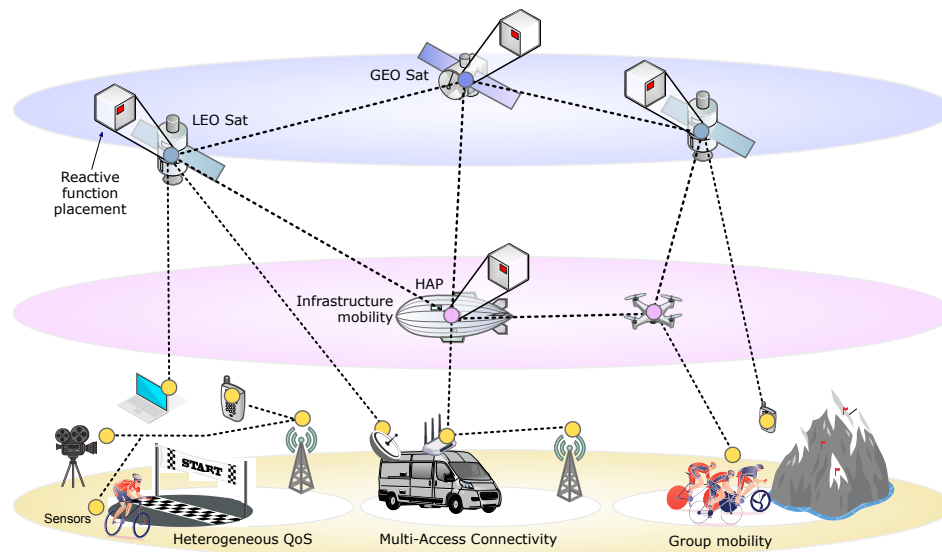 GEO Sat
LEO Sat
Reactive
function
placement
HAP
Infrastructure
mobility
START
Sensors
Heterogeneous QoS
Multi-Access Connectivity
Group mobility